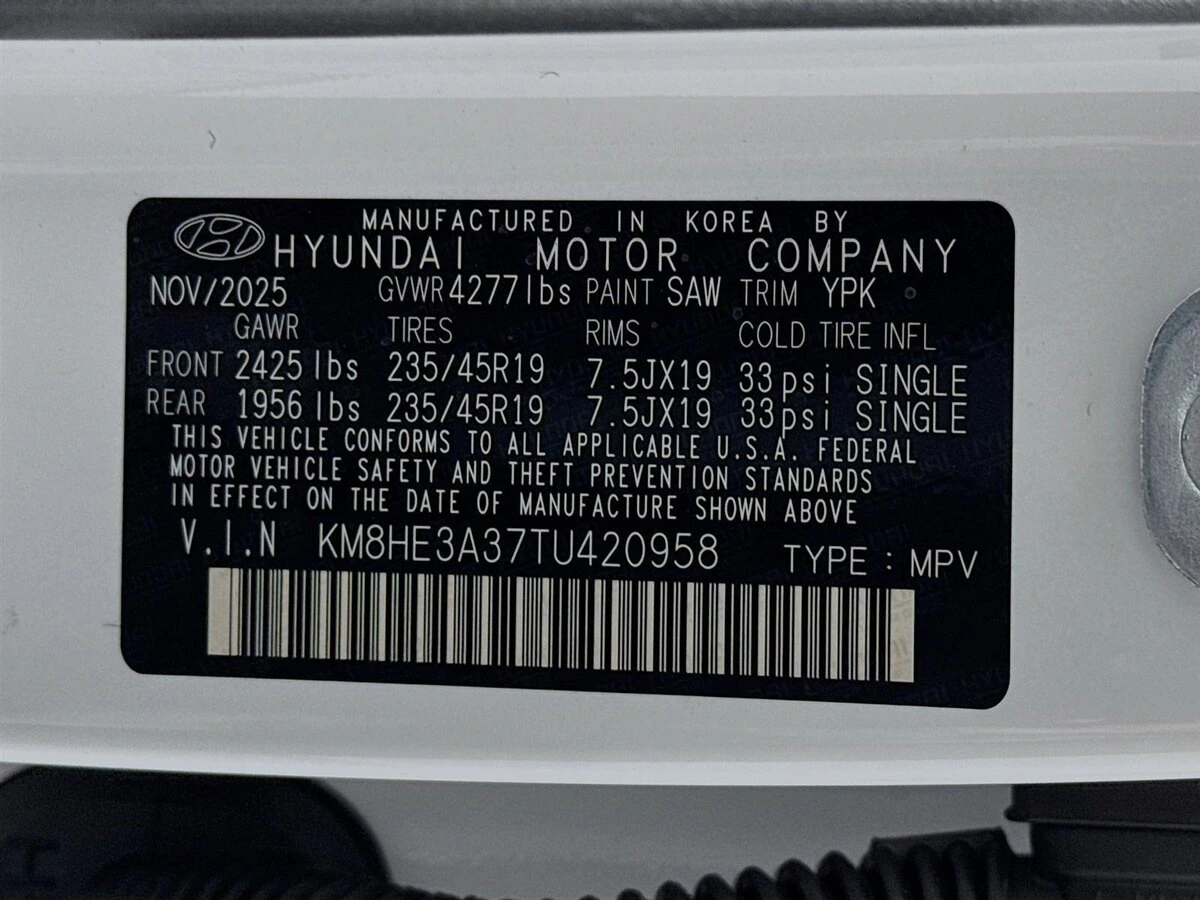 MANUFACTURED IN KOREA BY
HYUNDAI MOTOR COMPANY
NOV/2025 GVWR 4277lbs PAINT SAW TRIM YPK
GAWR TIRES RIMS COLD TIRE INFL
FRONT 2425 lbs 235/45R19 7.5JX19 33psi SINGLE
REAR 1956 lbs 235/45R19 7.5JX19 33psi SINGLE
THIS VEHICLE CONFORMS TO ALL APPLICABLE U.S.A. FEDERAL
MOTOR VEHICLE SAFETY AND THEFT PREVENTION STANDARDS
IN EFFECT ON THE DATE OF MANUFACTURE SHOWN ABOVE
V.I.N KM8HE3A37TU420958 TYPE : MPV